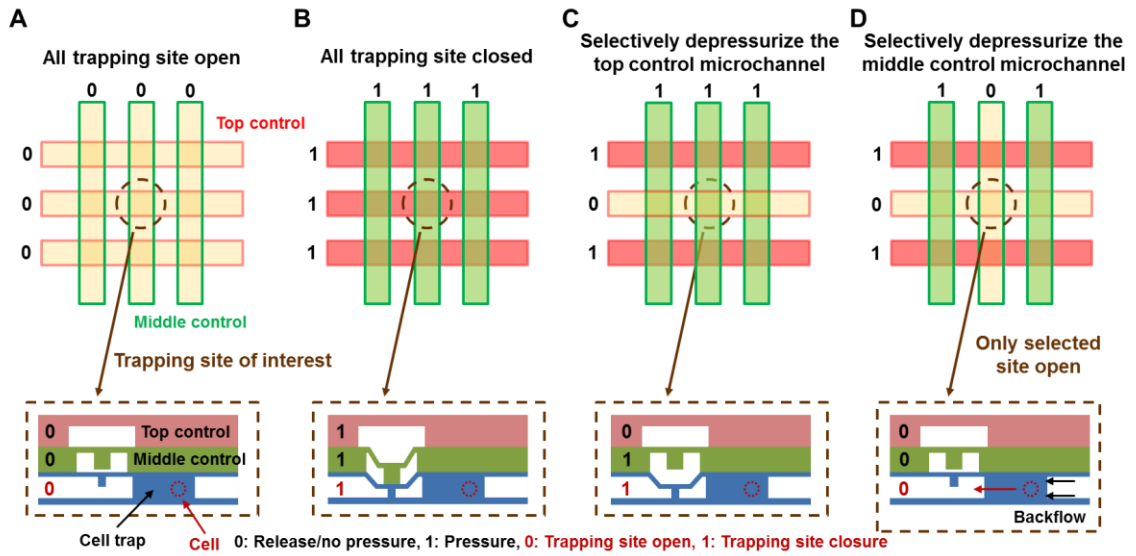 A
B
C
D
All trapping site open
All trapping site closed
Selectively depressurize the
top control microchannel
Selectively depressurize the
middle control microchannel
0 0 0
1 1 1
1 1 1
1 0 1
Top control
0
1
1
1
0
1
0
0
0
1
1
1
Middle control
Trapping site of interest
Only selected
site open
0 Top control
0 Middle control
0
1
1
1
0
1
1
0
0
0
Backflow
Cell trap
Cell
0: Release/no pressure, 1: Pressure, 0: Trapping site open, 1: Trapping site closure